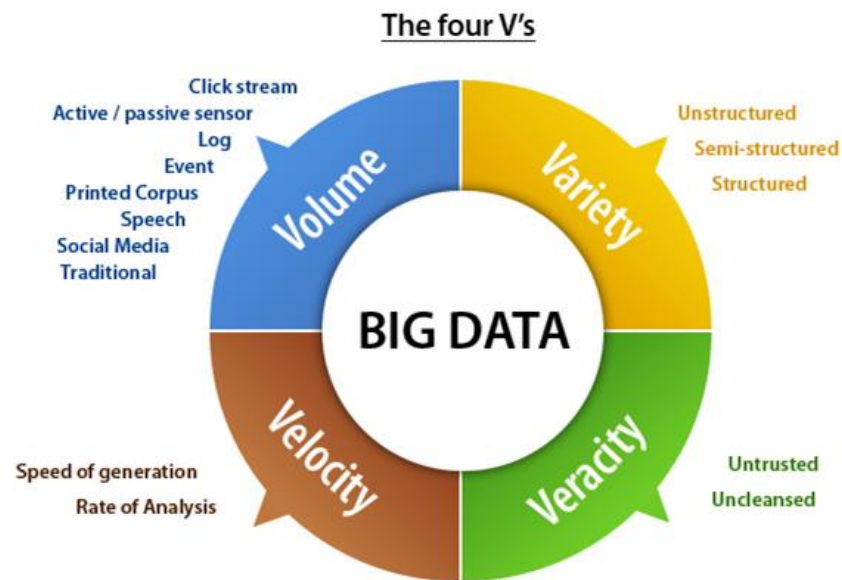 The four V's
Click stream
Active / passive sensor
Log
Event
Printed Corpus
Speech
Social Media
Traditional
Volume
Variety
Unstructured
Semi-structured
Structured
BIG DATA
Velocity
Speed of generation
Rate of Analysis
Veracity
Untrusted
Uncleansed